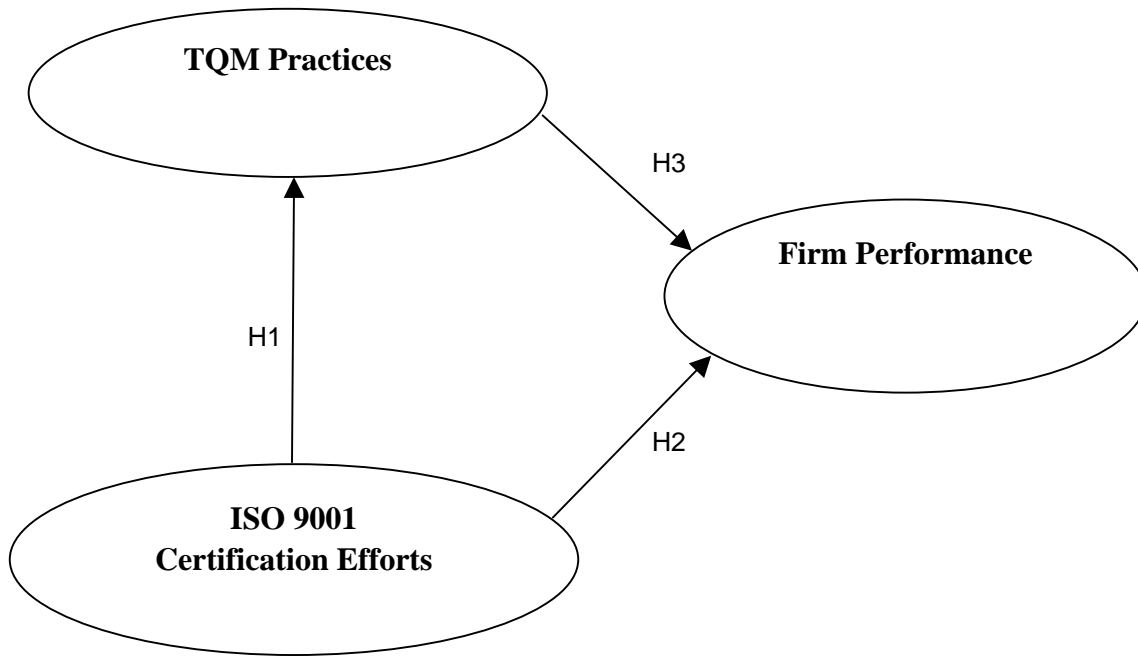 TQM Practices
H3
Firm Performance
H1
H2
ISO 9001
Certification Efforts